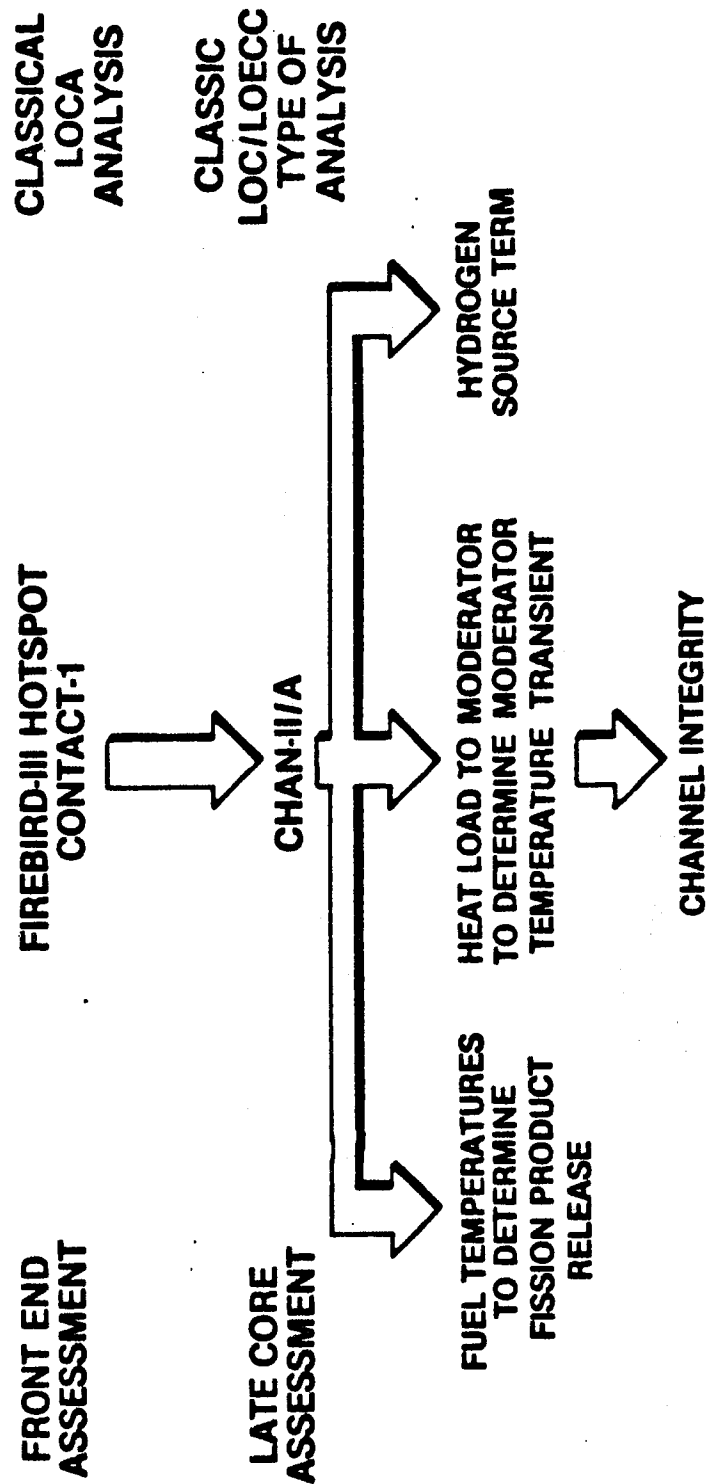 FRONT END
ASSESSMENT
FIREBIRD-III HOTSPOT
CONTACT-1
CLASSICAL
LOCA
ANALYSIS
LATE CORE
ASSESSMENT
CHAN-II/A
CLASSIC
LOC/LOECC
TYPE OF
ANALYSIS
FUEL TEMPERATURES
TO DETERMINE
FISSION PRODUCT
RELEASE
HEAT LOAD TO MODERATOR
TO DETERMINE MODERATOR
TEMPERATURE TRANSIENT
HYDROGEN
SOURCE TERM
CHANNEL INTEGRITY